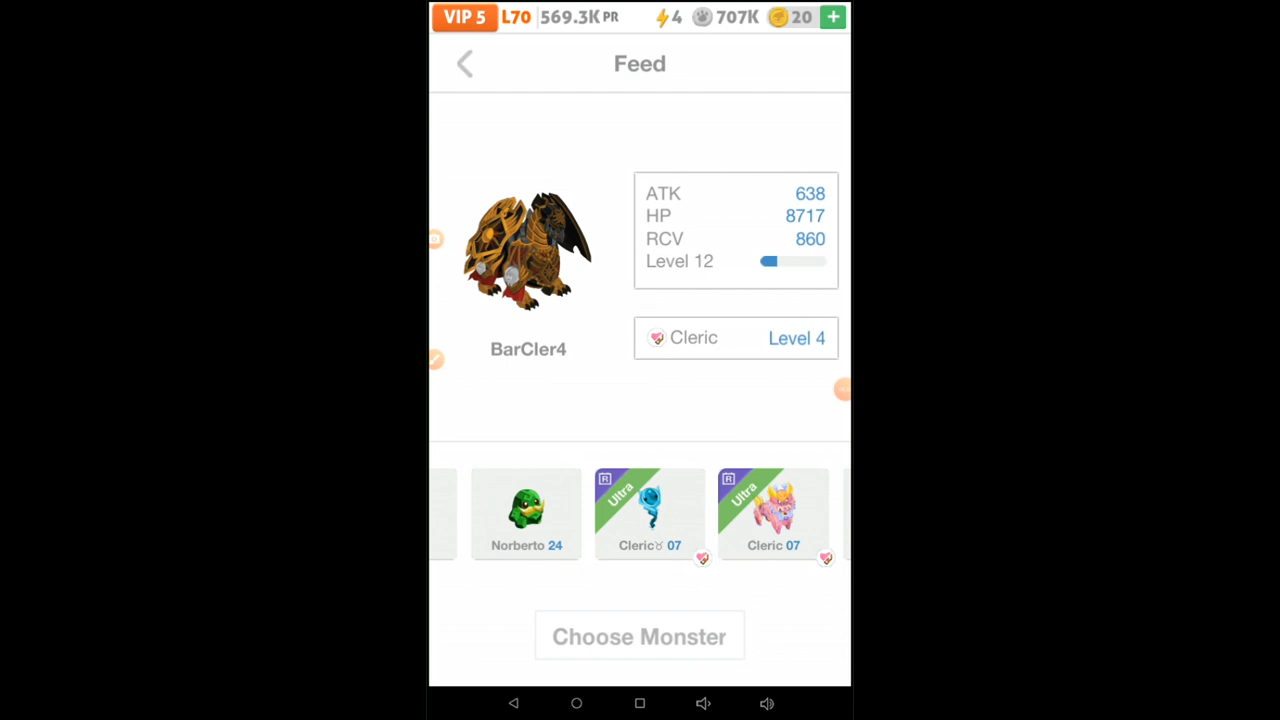 VIP 5 L70 569.3K PR 4 707K 20 +
Feed
ATK 638
HP 8717
RCV 860
Level 12
BarCler4
Cleric Level 4
R Ultra R Ultra
Norberto 24 Cleric♉ 07 Cleric 07
Choose Monster